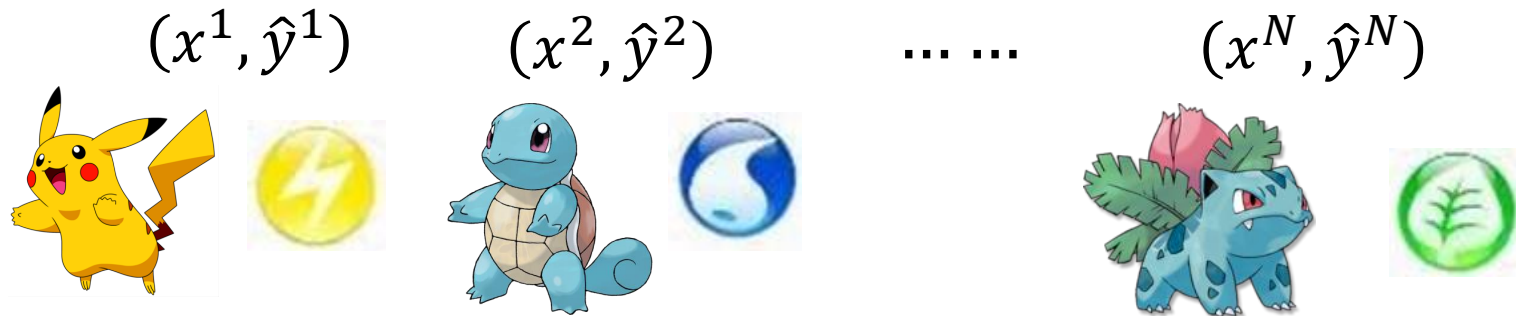 (x¹, ŷ¹) (x², ŷ²) …… (xᴺ, ŷᴺ)